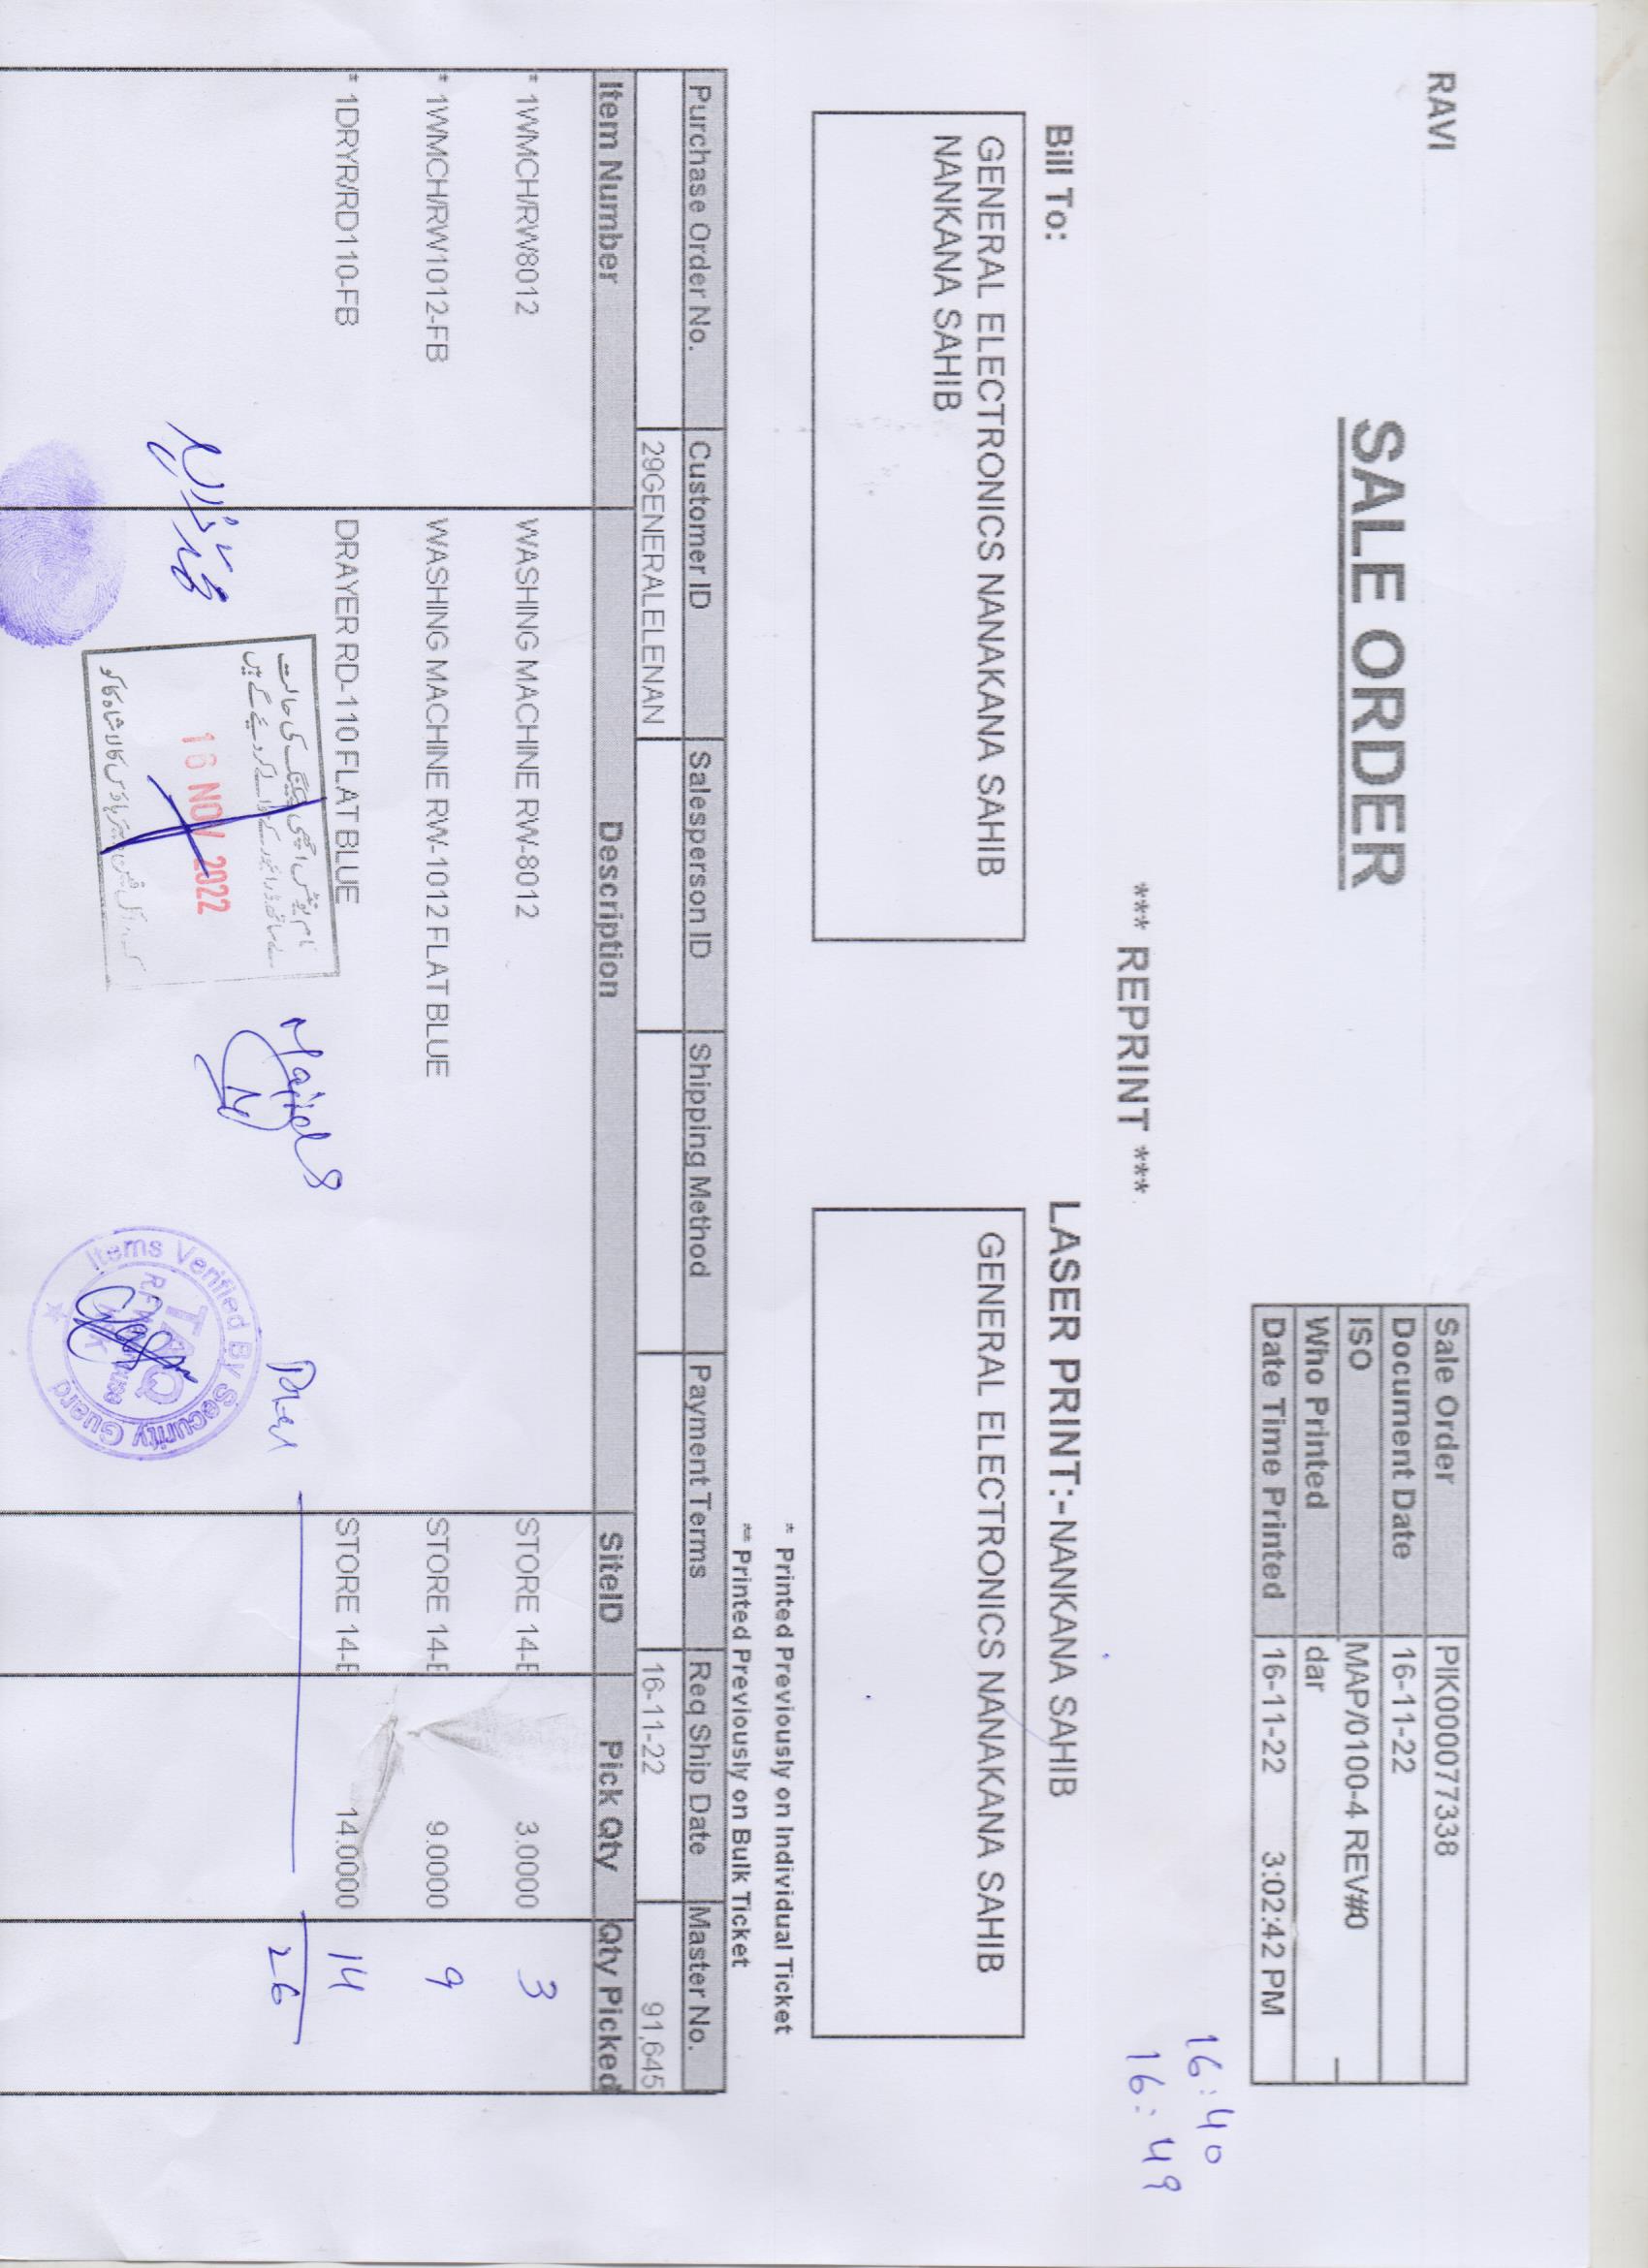 RAVI
SALE ORDER
Sale Order PIK000077338
Document Date 16-11-22
ISO MAP/0100-4 REV#0
Who Printed dar
Date Time Printed 16-11-22 3:02:42 PM
16:40
16:49
*** REPRINT ***
Bill To:
GENERAL ELECTRONICS NANAKANA SAHIB
NANKANA SAHIB
LASER PRINT:-NANKANA SAHIB
GENERAL ELECTRONICS NANAKANA SAHIB
* Printed Previously on Individual Ticket
** Printed Previously on Bulk Ticket
Purchase Order No. Customer ID Salesperson ID Shipping Method Payment Terms Req Ship Date Master No.
29GENERALELENAN 16-11-22 91,645
Item Number Description SiteID Pick Qty Qty Picked
* 1WMCH/RW8012 WASHING MACHINE RW-8012 STORE 14-E 3.0000 3
* 1WMCH/RW1012-FB WASHING MACHINE RW-1012 FLAT BLUE STORE 14-E 9.0000 9
* 1DRYR/RD110-FB DRAYER RD-110 FLAT BLUE STORE 14-E 14.0000 14
26
Majid
محمد
یونٹس اچھی پیکنگ کی حالت
ڈرائیور کے حوالے کر دیئے گے ہیں
16 NOV 2022
فین ویئر ہاؤس کالا شاہ کاکو
Items Verified By Security Guard